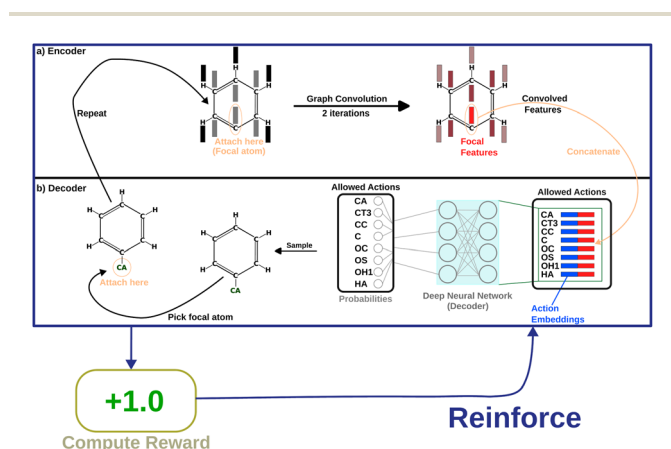 a) Encoder
H
H
H
H
H
Attach here
(Focal atom)
Repeat
Graph Convolution
2 iterations
H
H
H
H
H
Focal
Features
Convolved
Features
Concatenate
b) Decoder
H
H
H
H
H
CA
Attach here
H
H
H
H
H
CA
Pick focal atom
Sample
Allowed Actions
CA
CT3
CC
C
OC
OS
OH1
HA
Probabilities
Deep Neural Network
(Decoder)
Allowed Actions
CA
CT3
CC
C
OC
OS
OH1
HA
Action
Embeddings
+1.0
Compute Reward
Reinforce